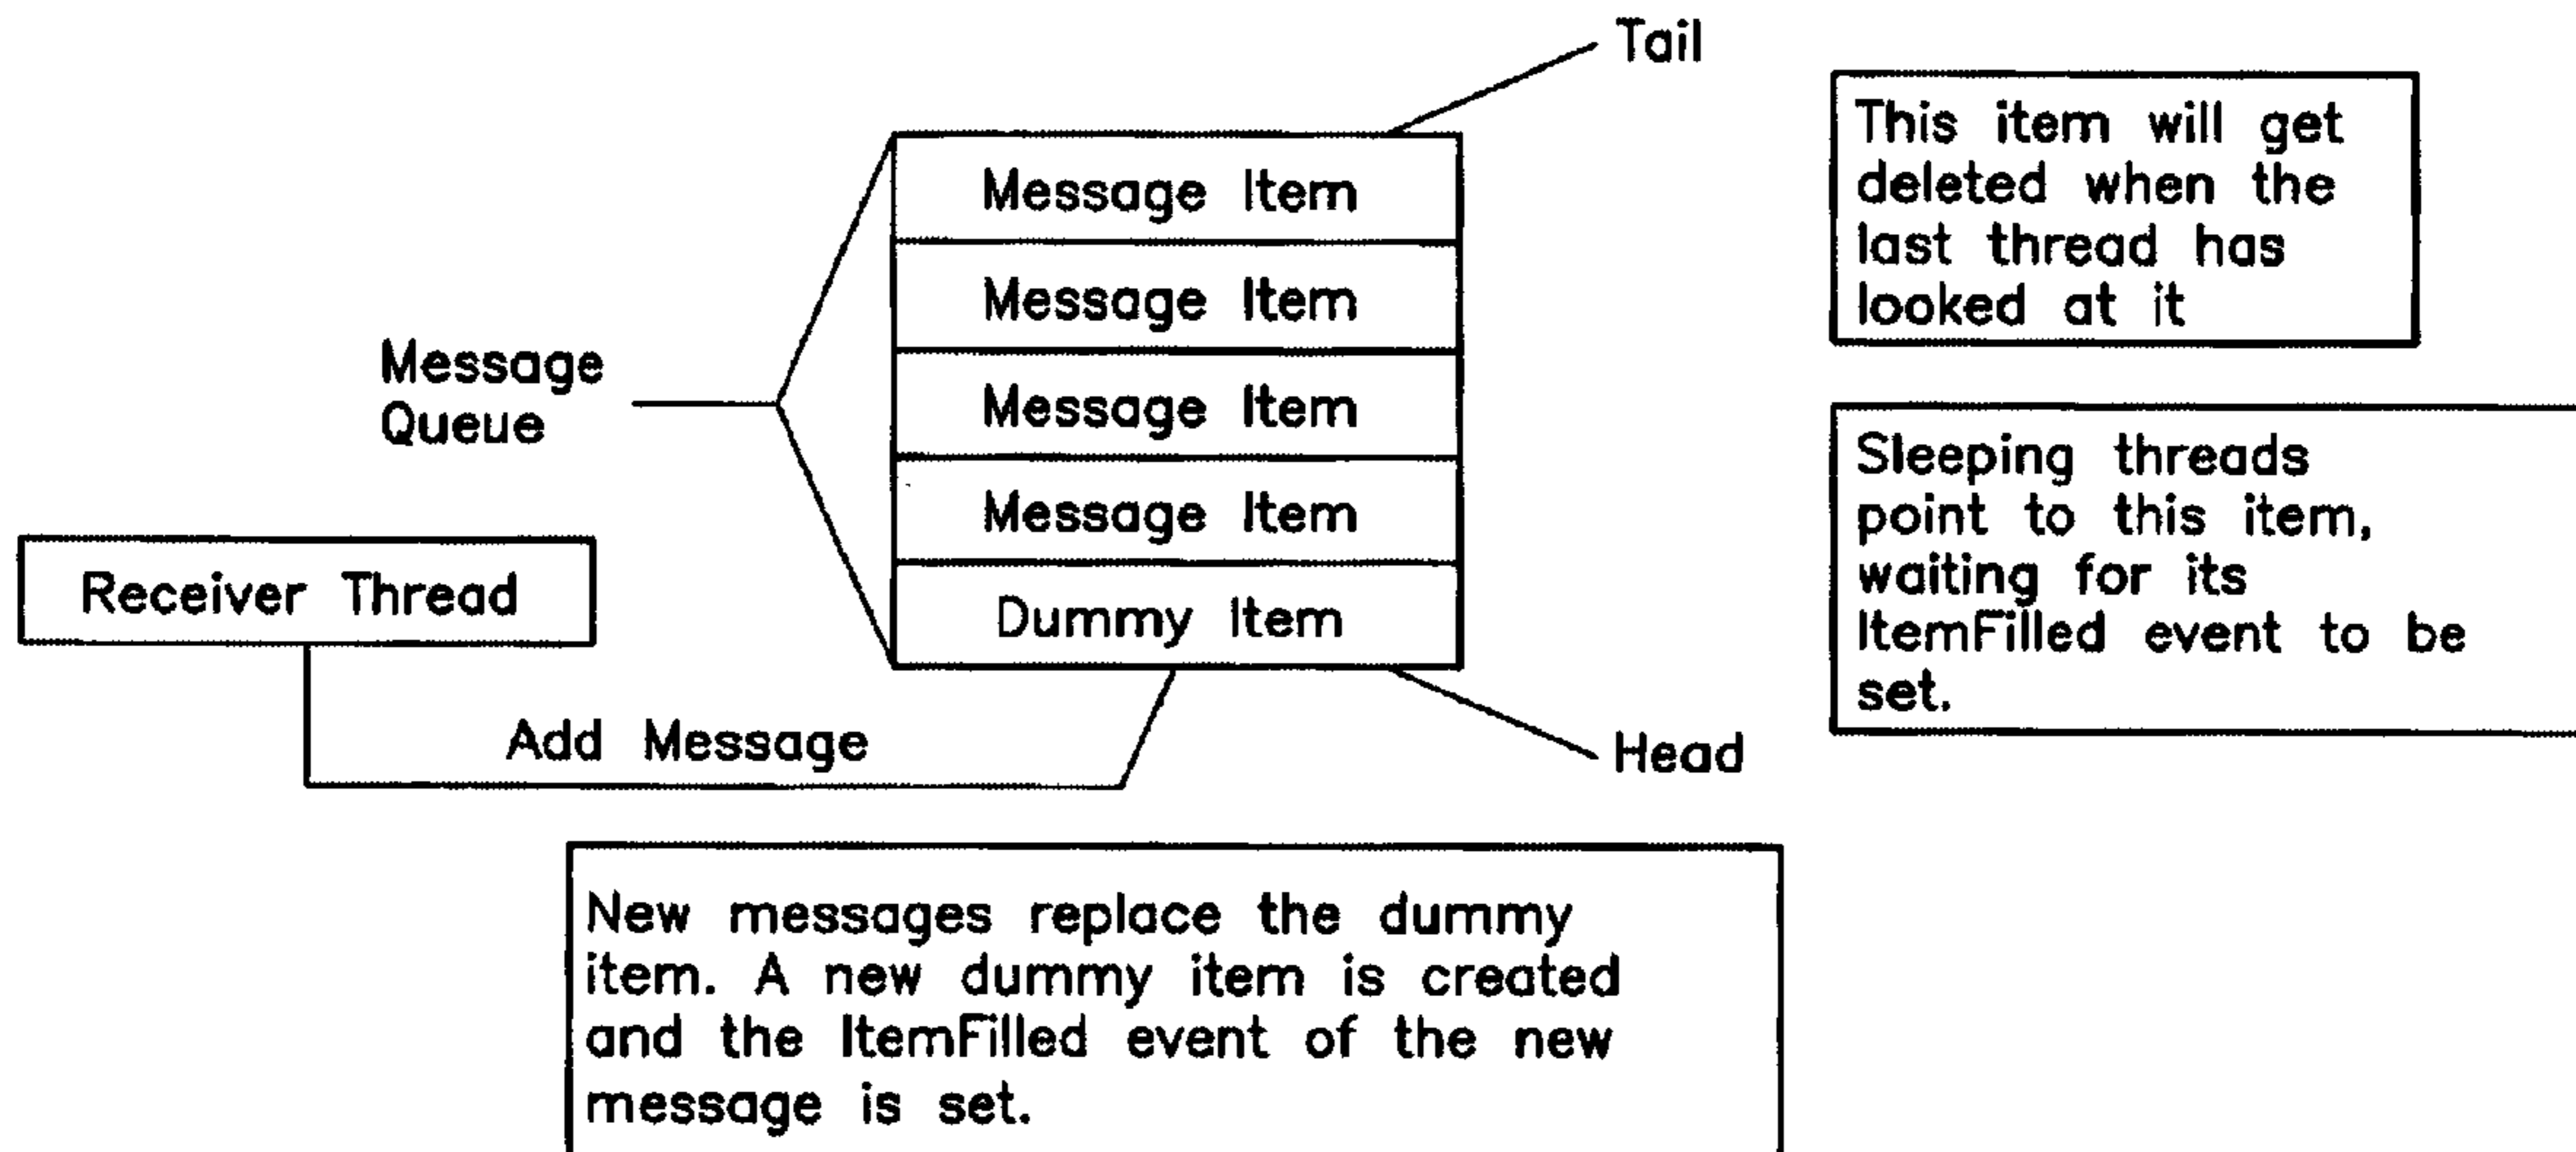 Tail
This item will get
deleted when the
last thread has
looked at it
Message Item
Message Item
Message
Queue
Message Item
Message Item
Sleeping threads
point to this item,
waiting for its
ItemFilled event to be
set.
Receiver Thread
Dummy Item
Add Message
Head
New messages replace the dummy
item. A new dummy item is created
and the ItemFilled event of the new
message is set.